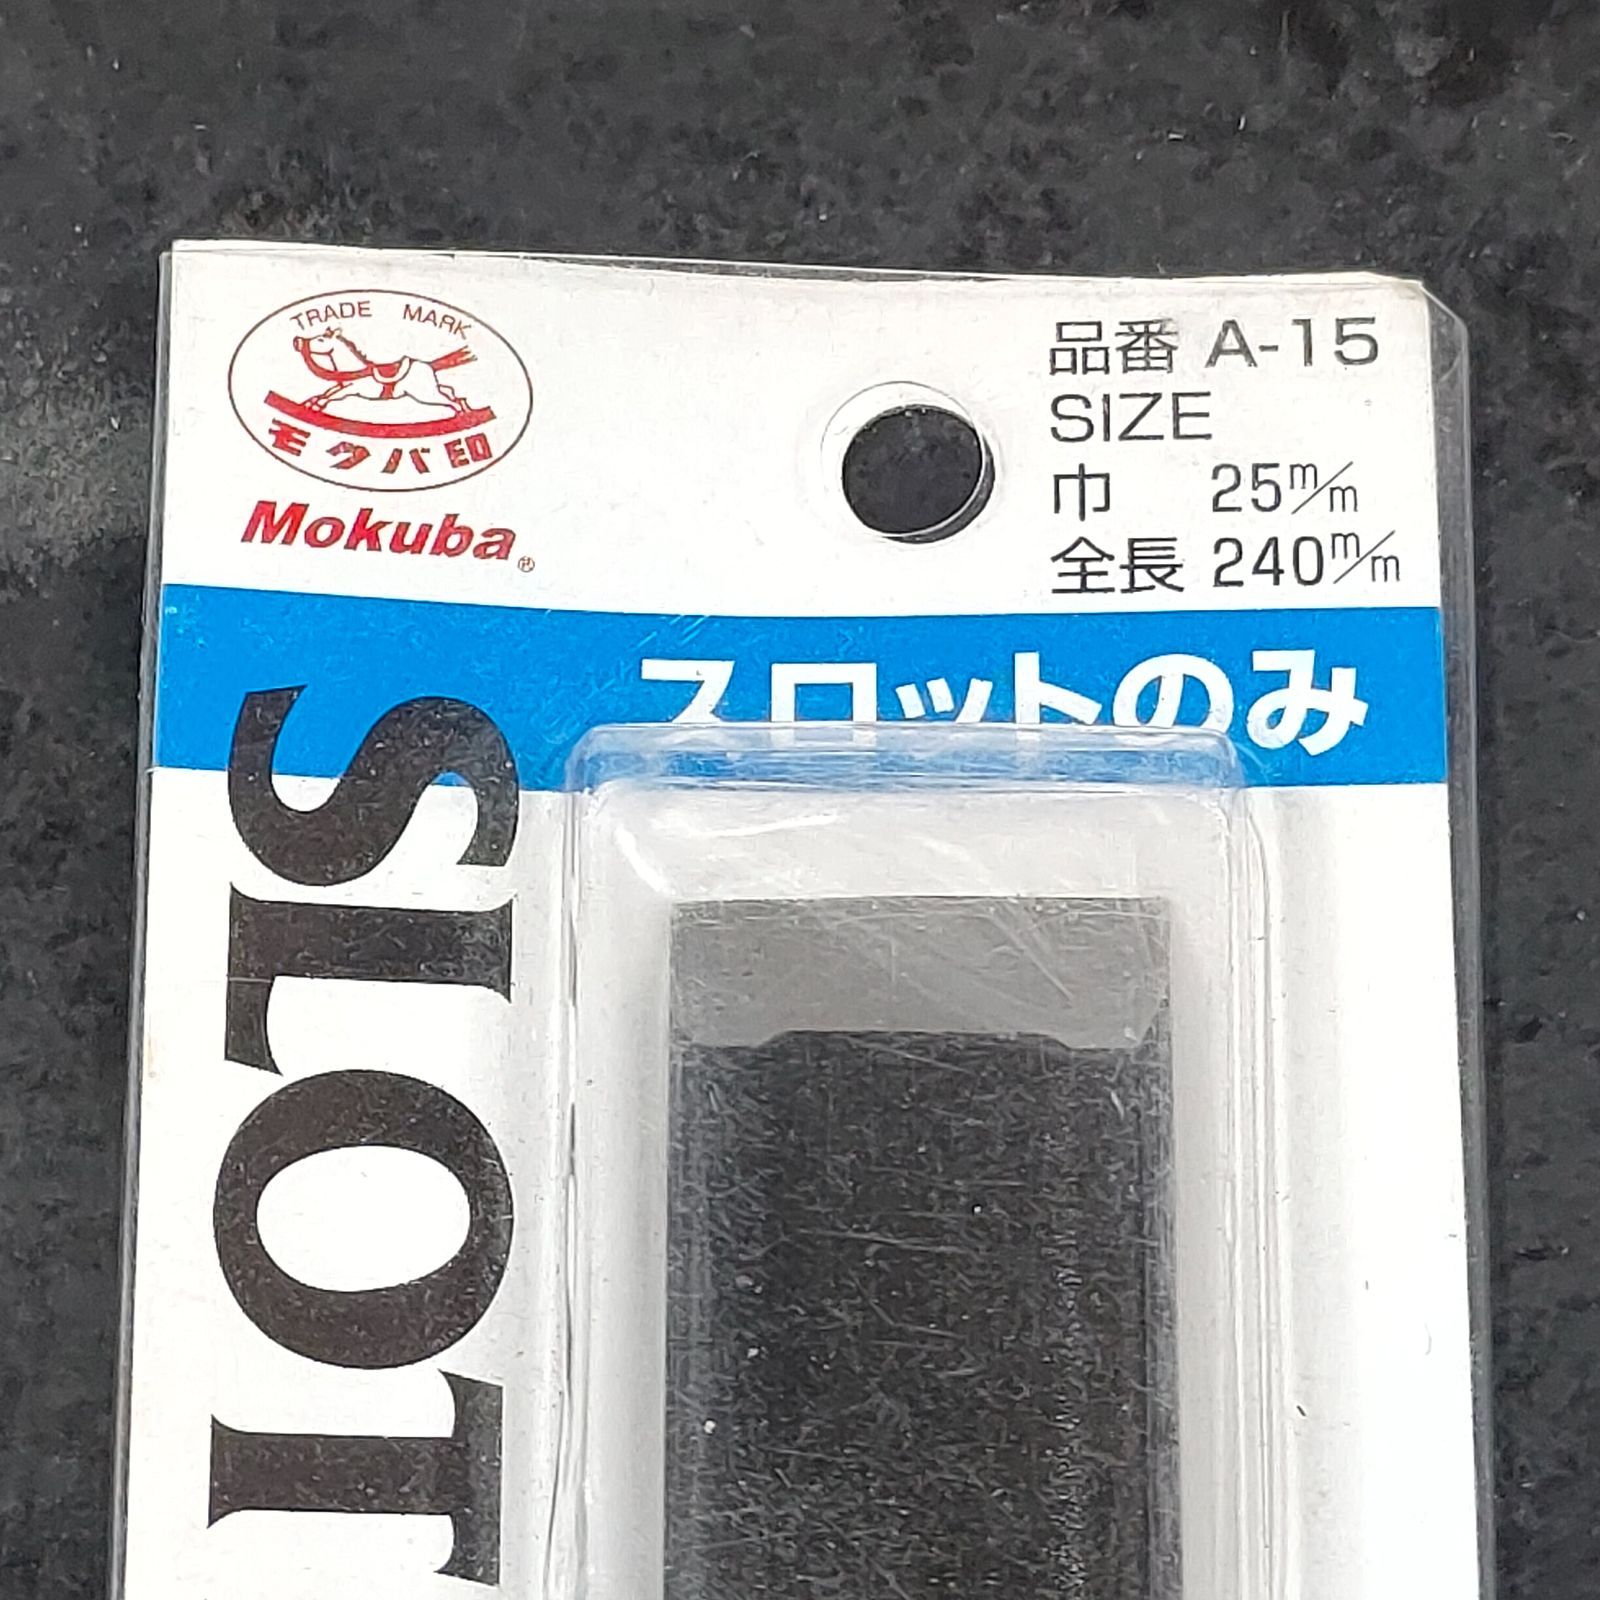 TRADE MARK
モクバ印
Mokuba®
品番 A-15
SIZE
巾 25m/m
全長 240m/m
スロットのみ
SLOT